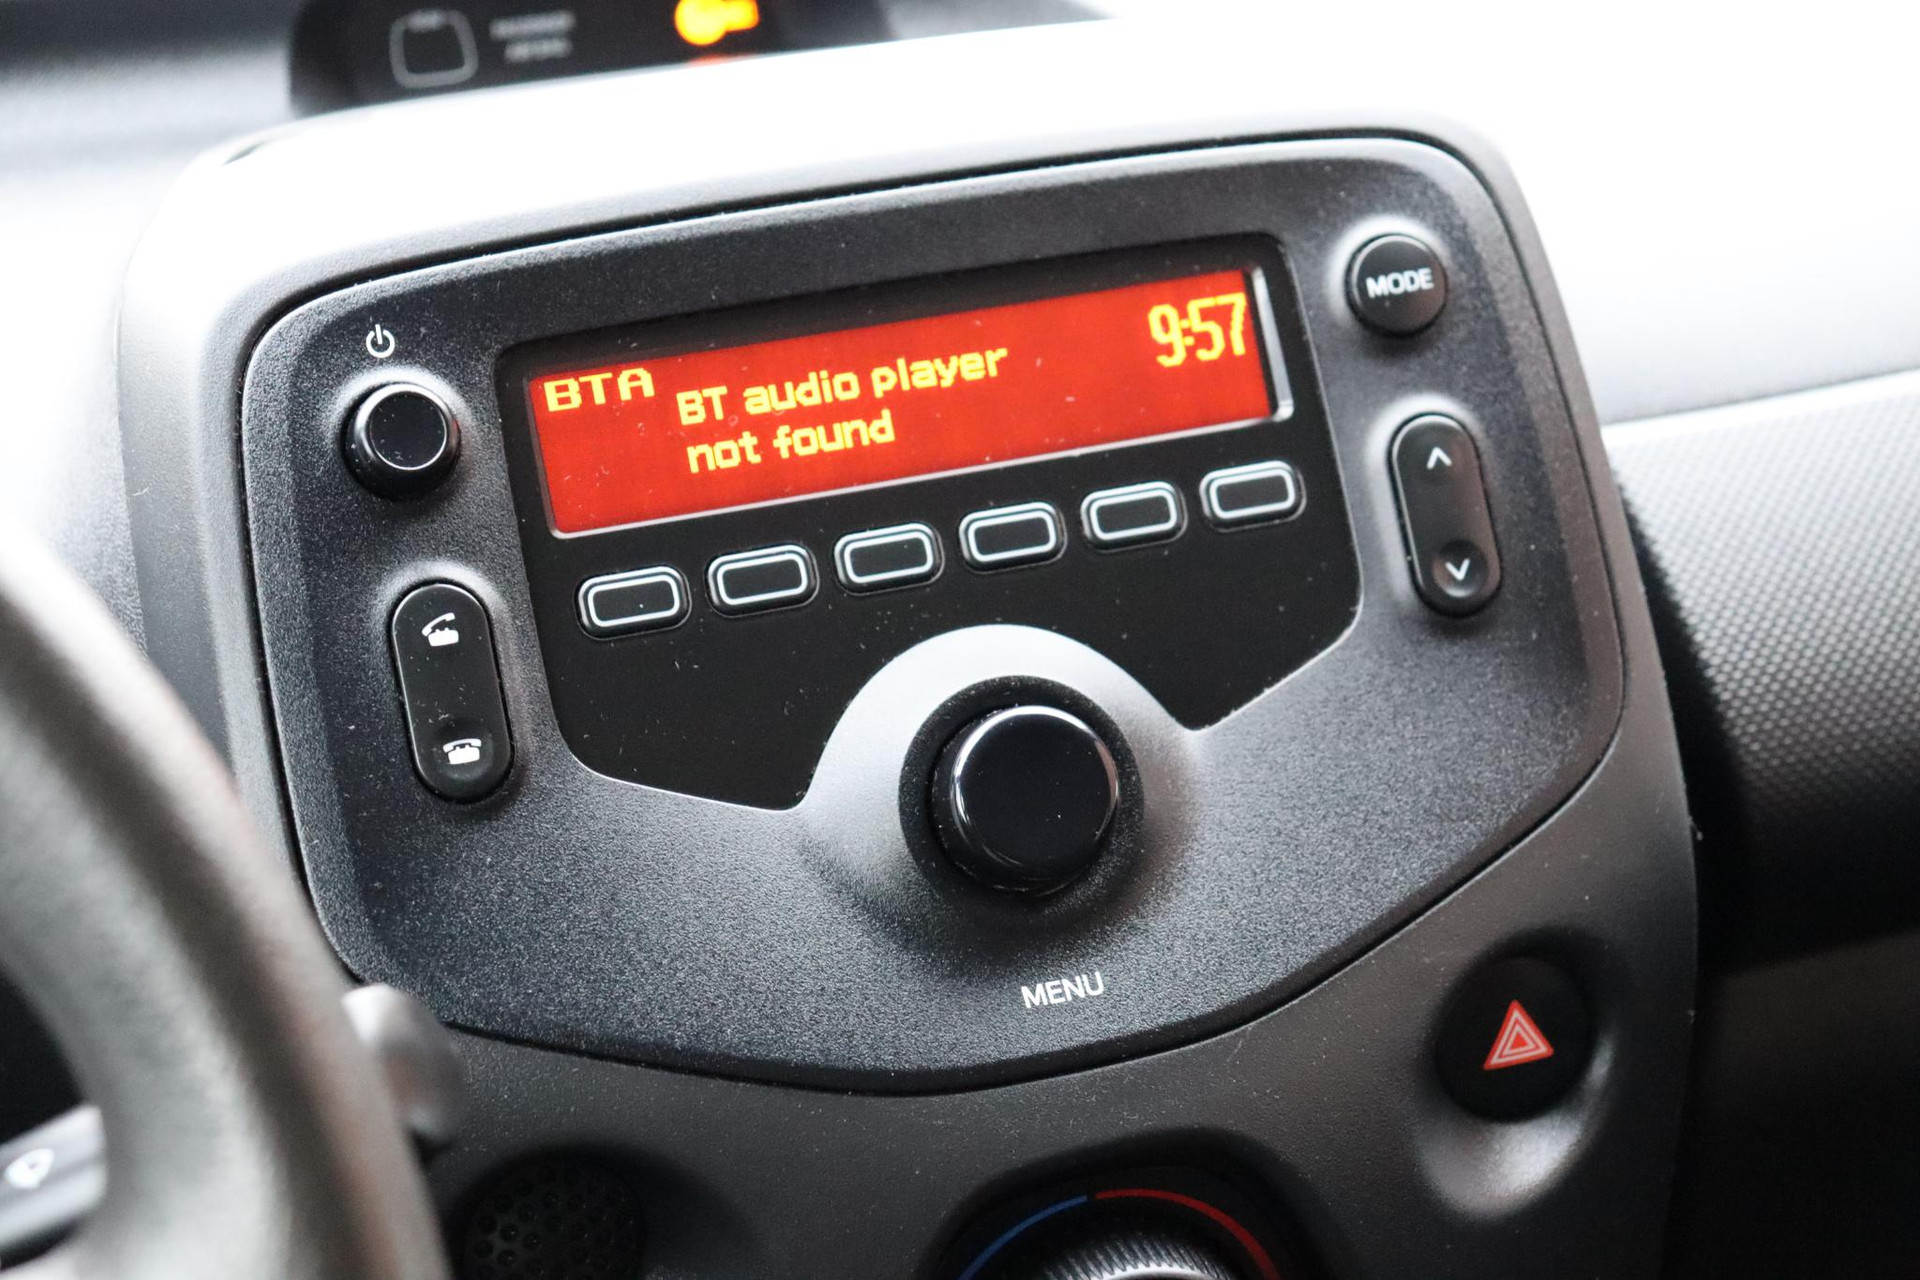 BTA
BT audio player
not found
9:57
MODE
MENU